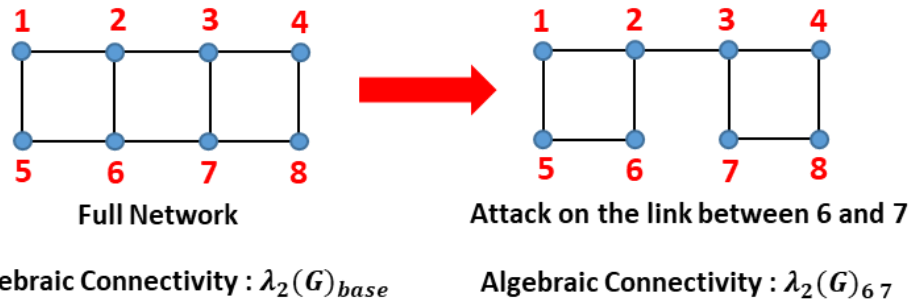 1 2 3 4 1 2 3 4
5 6 7 8 5 6 7 8
Full Network Attack on the link between 6 and 7
ebraic Connectivity : λ₂(G)base Algebraic Connectivity : λ₂(G)6 7